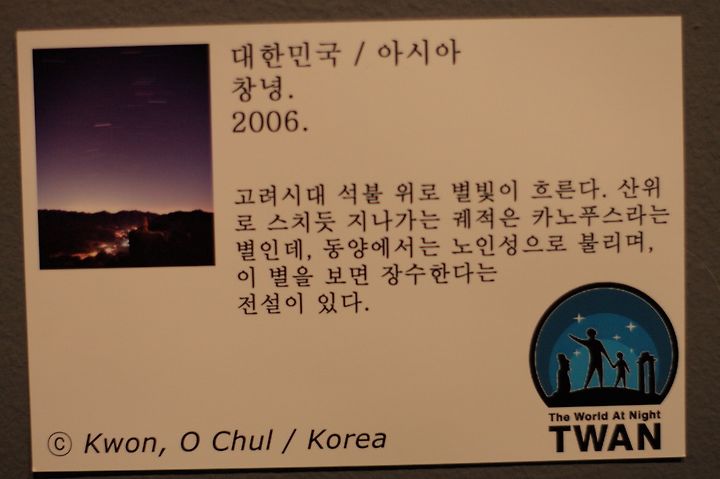 대한민국 / 아시아
창녕.
2006.
고려시대 석불 위로 별빛이 흐른다. 산위
로 스치듯 지나가는 궤적은 카노푸스라는
별인데, 동양에서는 노인성으로 불리며,
이 별을 보면 장수한다는
전설이 있다.
The World At Night
TWAN
ⓒ Kwon, O Chul / Korea